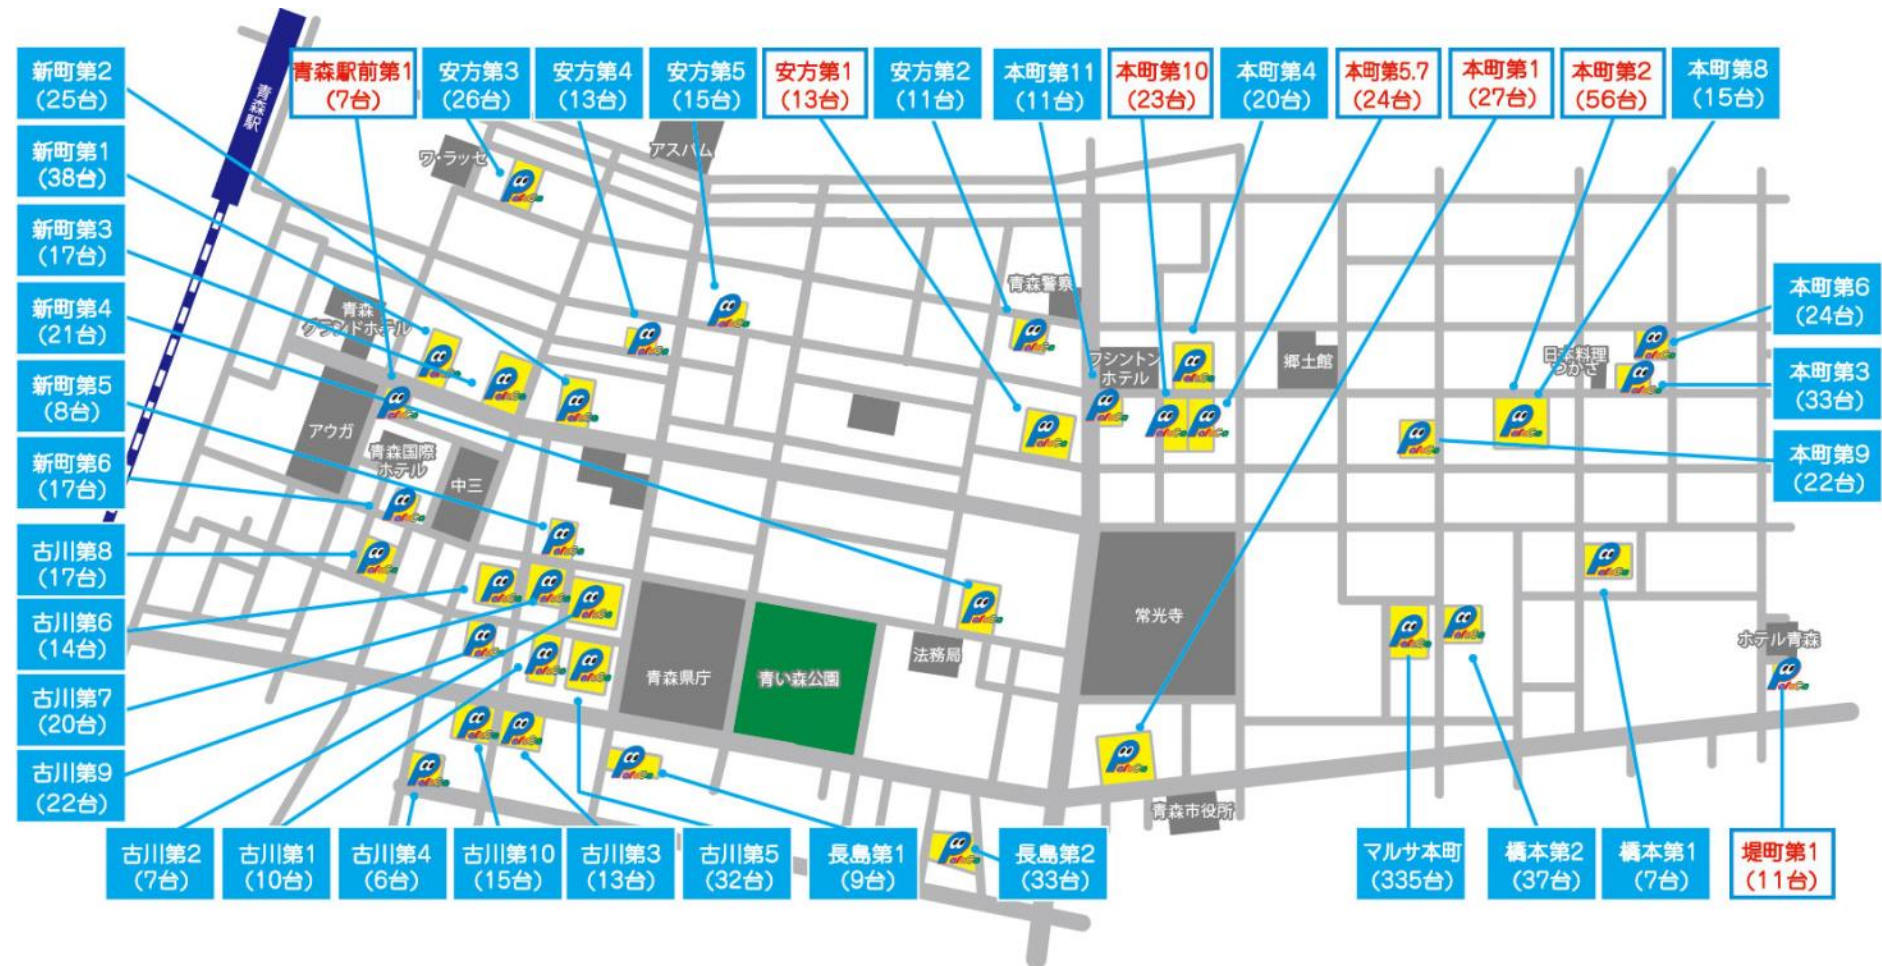 新町第2
(25台)
青森駅前第1
(7台)
安方第3
(26台)
安方第4
(13台)
安方第5
(15台)
安方第1
(13台)
安方第2
(11台)
本町第11
(11台)
本町第10
(23台)
本町第4
(20台)
本町第5.7
(24台)
本町第1
(27台)
本町第2
(56台)
本町第8
(15台)
新町第1
(38台)
新町第3
(17台)
新町第4
(21台)
新町第5
(8台)
新町第6
(17台)
古川第8
(17台)
古川第6
(14台)
古川第7
(20台)
古川第9
(22台)
本町第6
(24台)
本町第3
(33台)
本町第9
(22台)
青森駅
ワ・ラッセ
アスパム
青森
グランドホテル
アウガ
青森国際
ホテル
中三
青森警察
ワシントン
ホテル
郷土館
日本料理
つかさ
常光寺
青森県庁
青い森公園
法務局
ホテル青森
青森市役所
古川第2
(7台)
古川第1
(10台)
古川第4
(6台)
古川第10
(15台)
古川第3
(13台)
古川第5
(32台)
長島第1
(9台)
長島第2
(33台)
マルサ本町
(335台)
橋本第2
(37台)
橋本第1
(7台)
堤町第1
(11台)